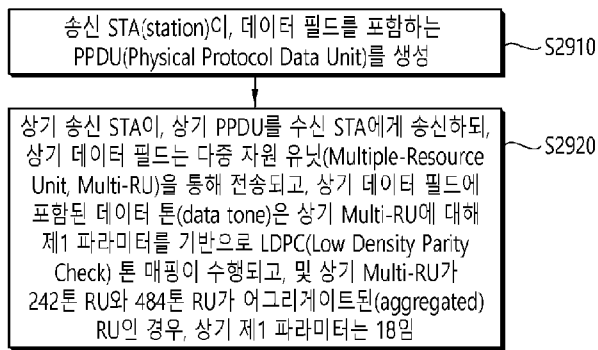 송신 STA(station)이, 데이터 필드를 포함하는
PPDU(Physical Protocol Data Unit)를 생성
S2910
상기 송신 STA이, 상기 PPDU를 수신 STA에게 송신하되,
상기 데이터 필드는 다중 자원 유닛(Multiple-Resource
Unit, Multi-RU)을 통해 전송되고, 상기 데이터 필드에
포함된 데이터 톤(data tone)은 상기 Multi-RU에 대해
제1 파라미터를 기반으로 LDPC(Low Density Parity
Check) 톤 매핑이 수행되고, 및 상기 Multi-RU가
242톤 RU와 484톤 RU가 어그리게이트된(aggregated)
RU인 경우, 상기 제1 파라미터는 18임
S2920